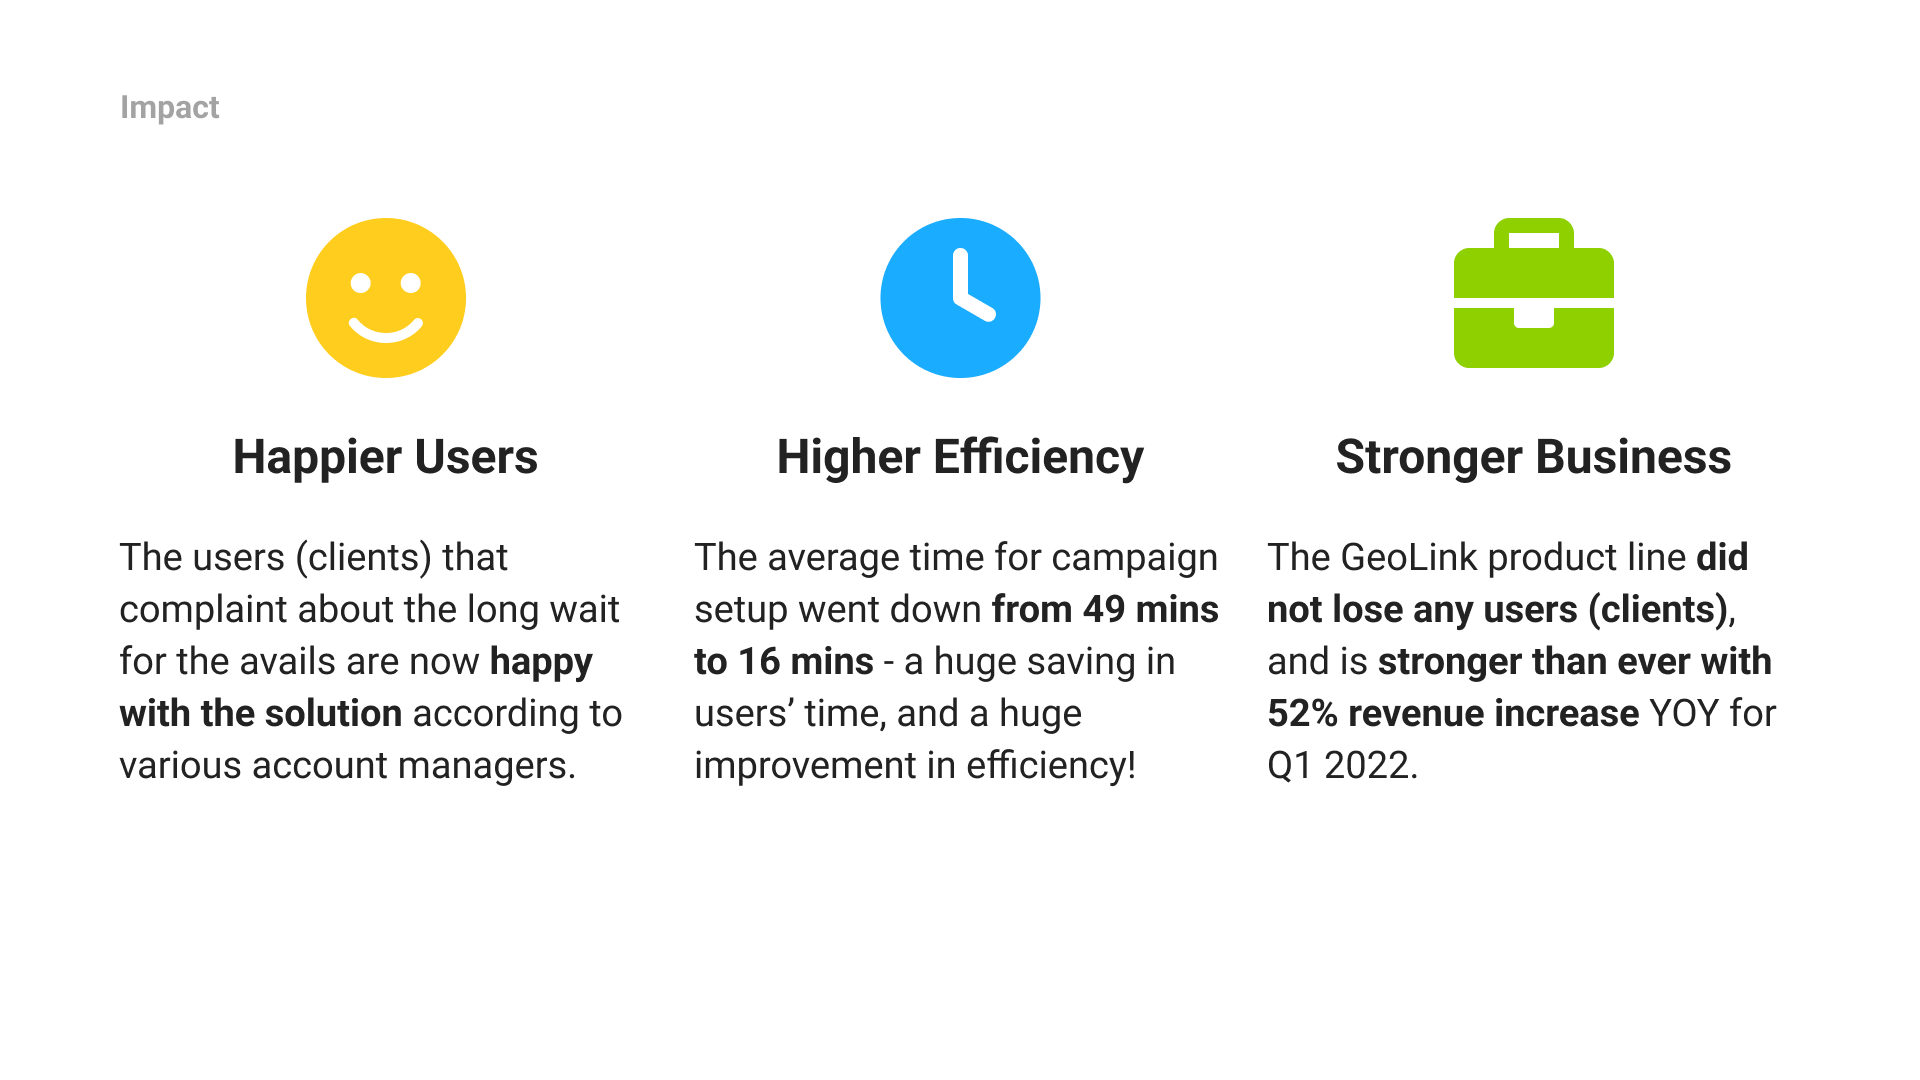 Impact
Happier Users
The users (clients) that
complaint about the long wait
for the avails are now happy
with the solution according to
various account managers.
Higher Efficiency
The average time for campaign
setup went down from 49 mins
to 16 mins - a huge saving in
users’ time, and a huge
improvement in efficiency!
Stronger Business
The GeoLink product line did
not lose any users (clients),
and is stronger than ever with
52% revenue increase YOY for
Q1 2022.